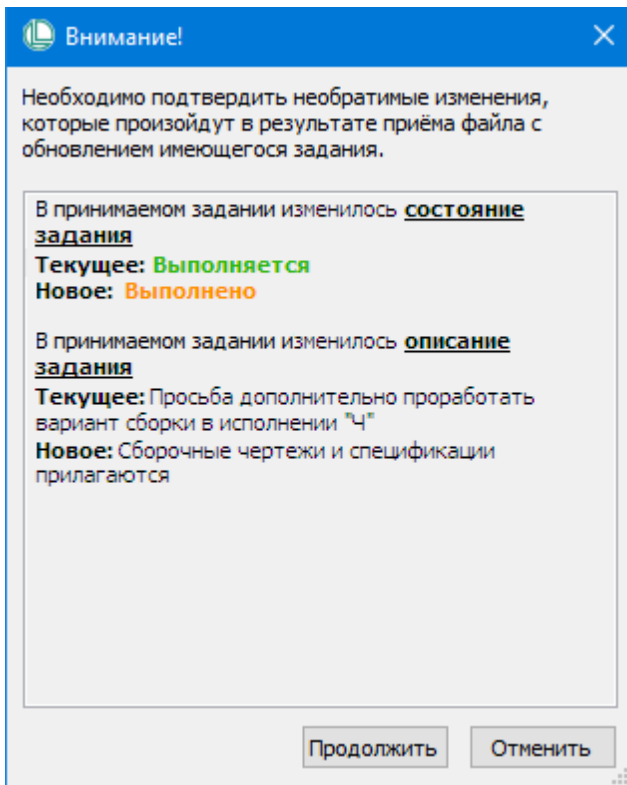 Внимание!
Необходимо подтвердить необратимые изменения,
которые произойдут в результате приёма файла с
обновлением имеющегося задания.
В принимаемом задании изменилось состояние
задания
Текущее: Выполняется
Новое: Выполнено
В принимаемом задании изменилось описание
задания
Текущее: Просьба дополнительно проработать
вариант сборки в исполнении "Ч"
Новое: Сборочные чертежи и спецификации
прилагаются
Продолжить
Отменить